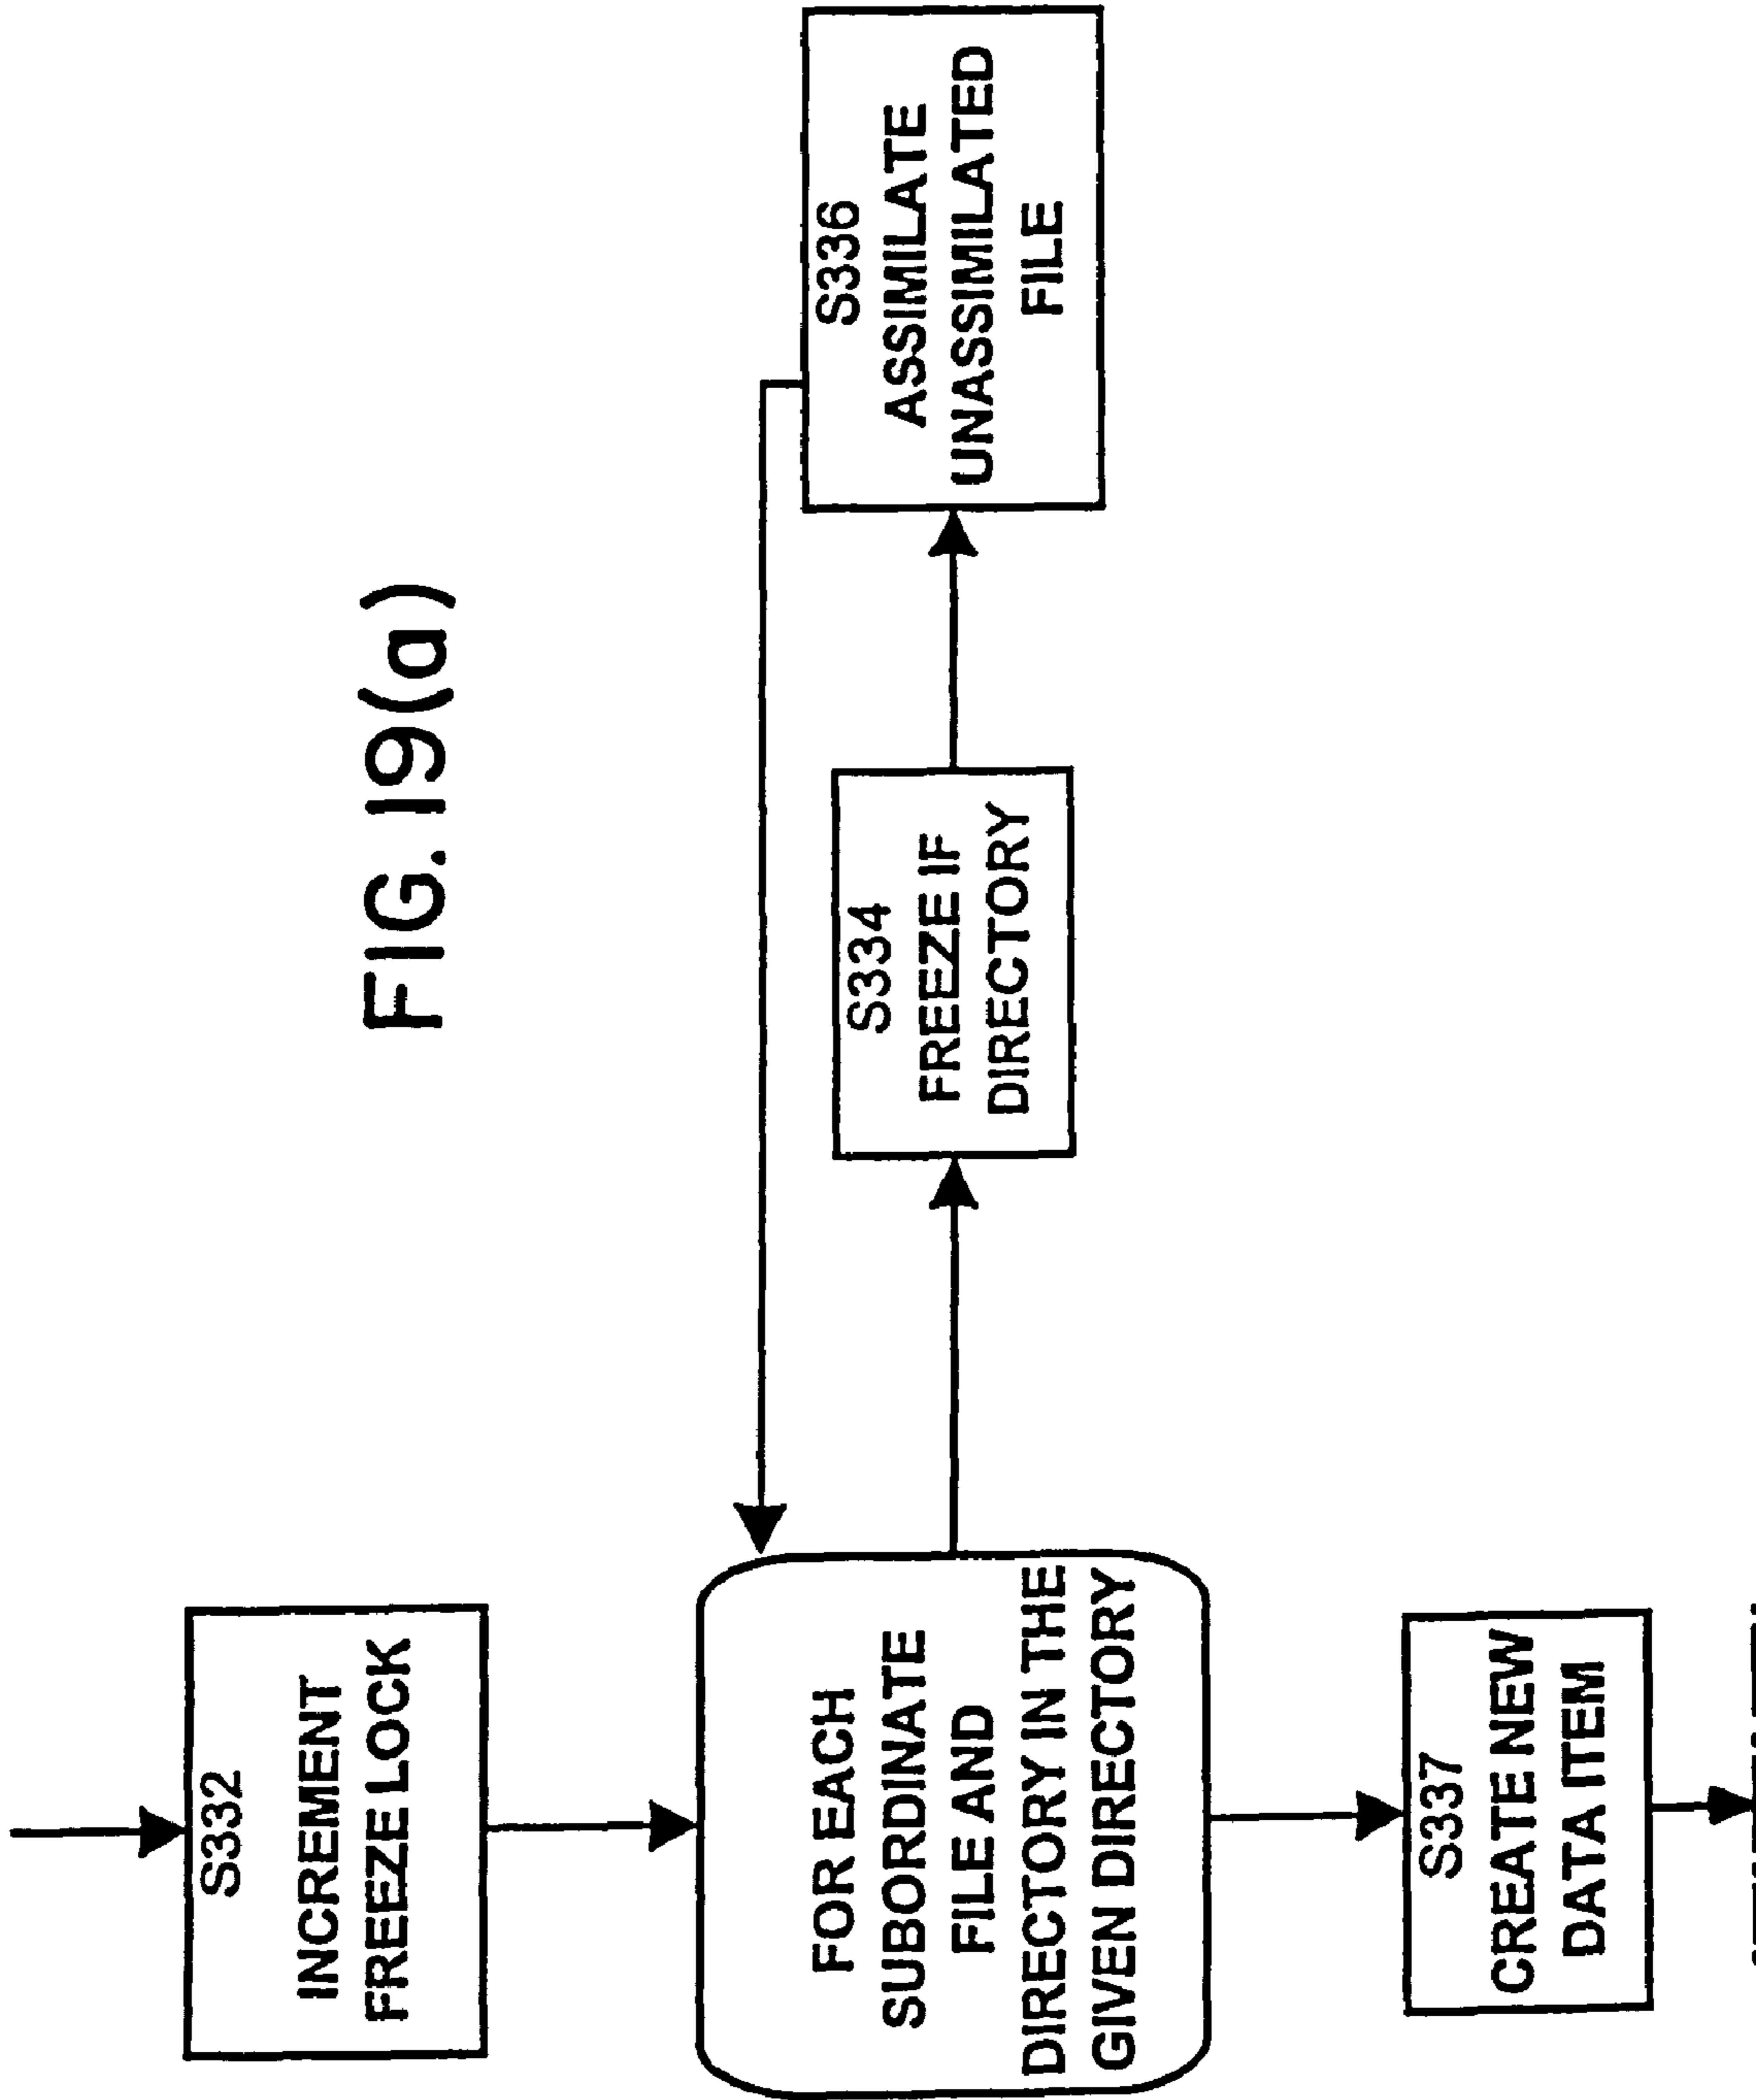 FIG. 19(a)
S332
INCREMENT
FREEZE LOCK
FOR EACH
SUBORDINATE
FILE AND
DIRECTORY IN THE
GIVEN DIRECTORY
S334
FREEZE IF
DIRECTORY
S336
ASSIMILATE
UNASSIMILATED
FILE
S337
CREATE NEW
DATA ITEM